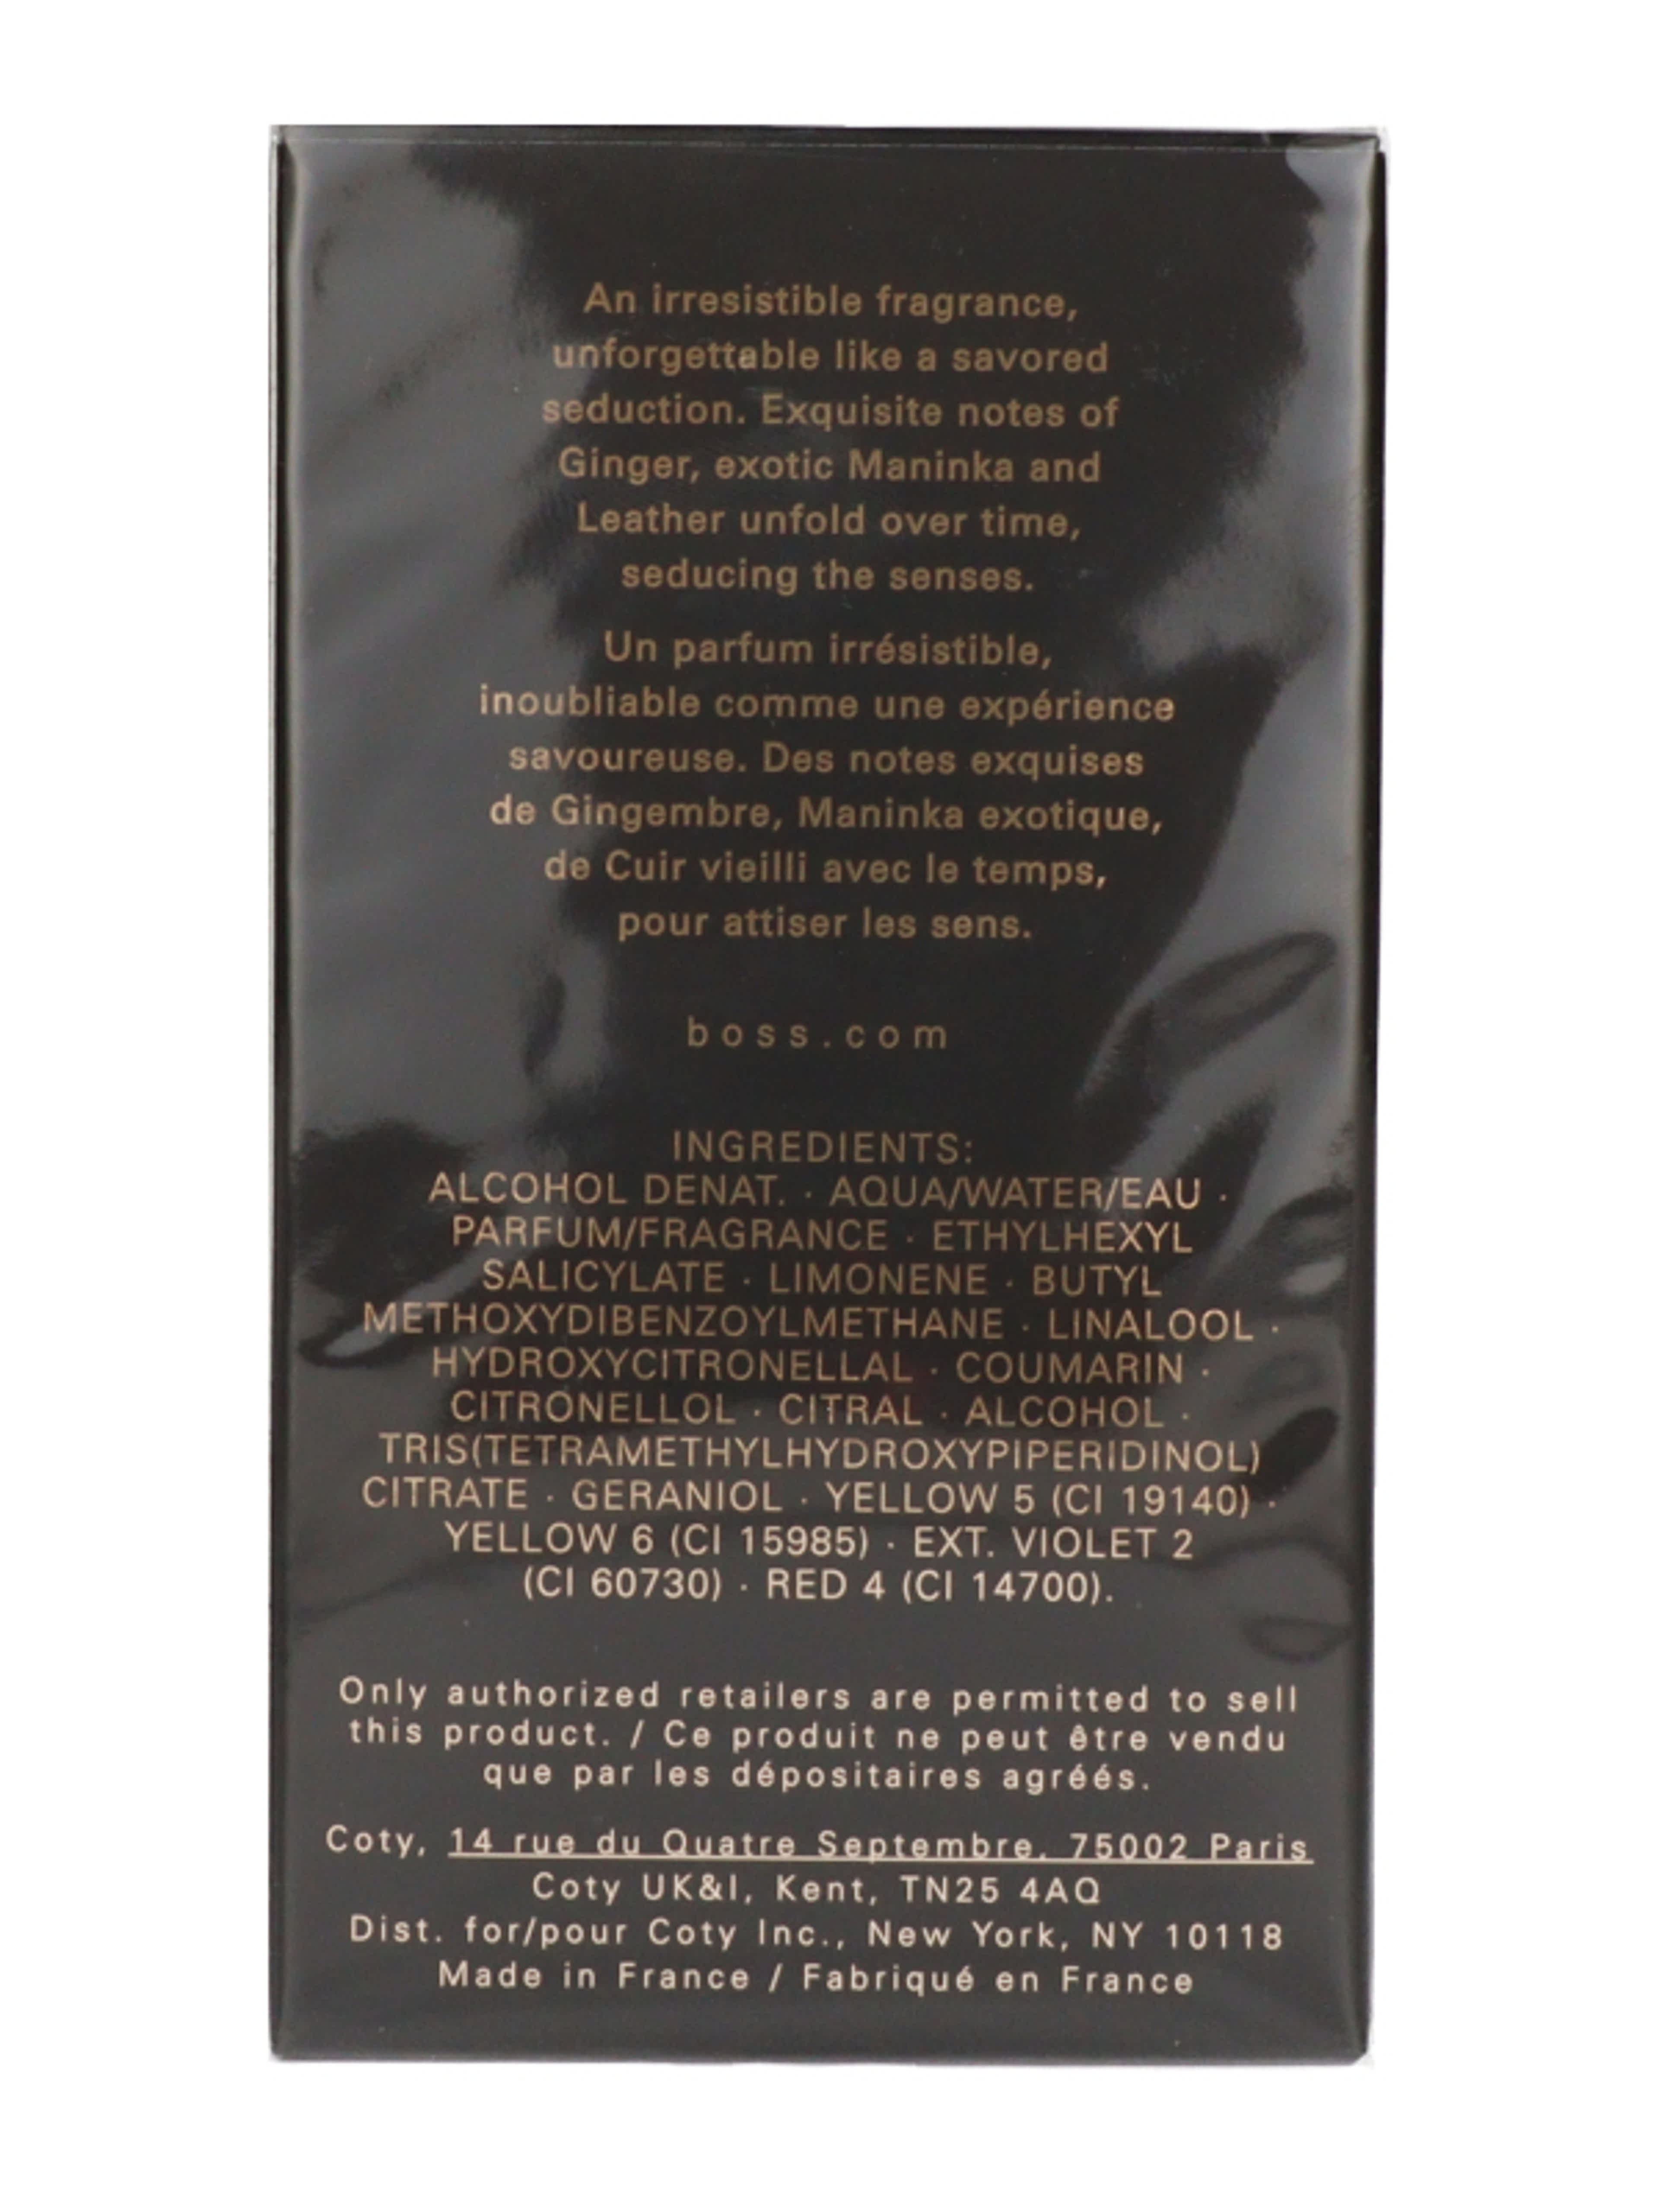 An irresistible fragrance,
unforgettable like a savored
seduction. Exquisite notes of
Ginger, exotic Maninka and
Leather unfold over time,
seducing the senses.
Un parfum irrésistible,
inoubliable comme une expérience
savoureuse. Des notes exquises
de Gingembre, Maninka exotique,
de Cuir vieilli avec le temps,
pour attiser les sens.
boss.com
INGREDIENTS:
ALCOHOL DENAT. · AQUA/WATER/EAU ·
PARFUM/FRAGRANCE · ETHYLHEXYL
SALICYLATE · LIMONENE · BUTYL
METHOXYDIBENZOYLMETHANE · LINALOOL ·
HYDROXYCITRONELLAL · COUMARIN ·
CITRONELLOL · CITRAL · ALCOHOL ·
TRIS(TETRAMETHYLHYDROXYPIPERIDINOL)
CITRATE · GERANIOL · YELLOW 5 (CI 19140) ·
YELLOW 6 (CI 15985) · EXT. VIOLET 2
(CI 60730) · RED 4 (CI 14700).
Only authorized retailers are permitted to sell
this product. / Ce produit ne peut être vendu
que par les dépositaires agréés.
Coty, 14 rue du Quatre Septembre, 75002 Paris
Coty UK&I, Kent, TN25 4AQ
Dist. for/pour Coty Inc., New York, NY 10118
Made in France / Fabriqué en France